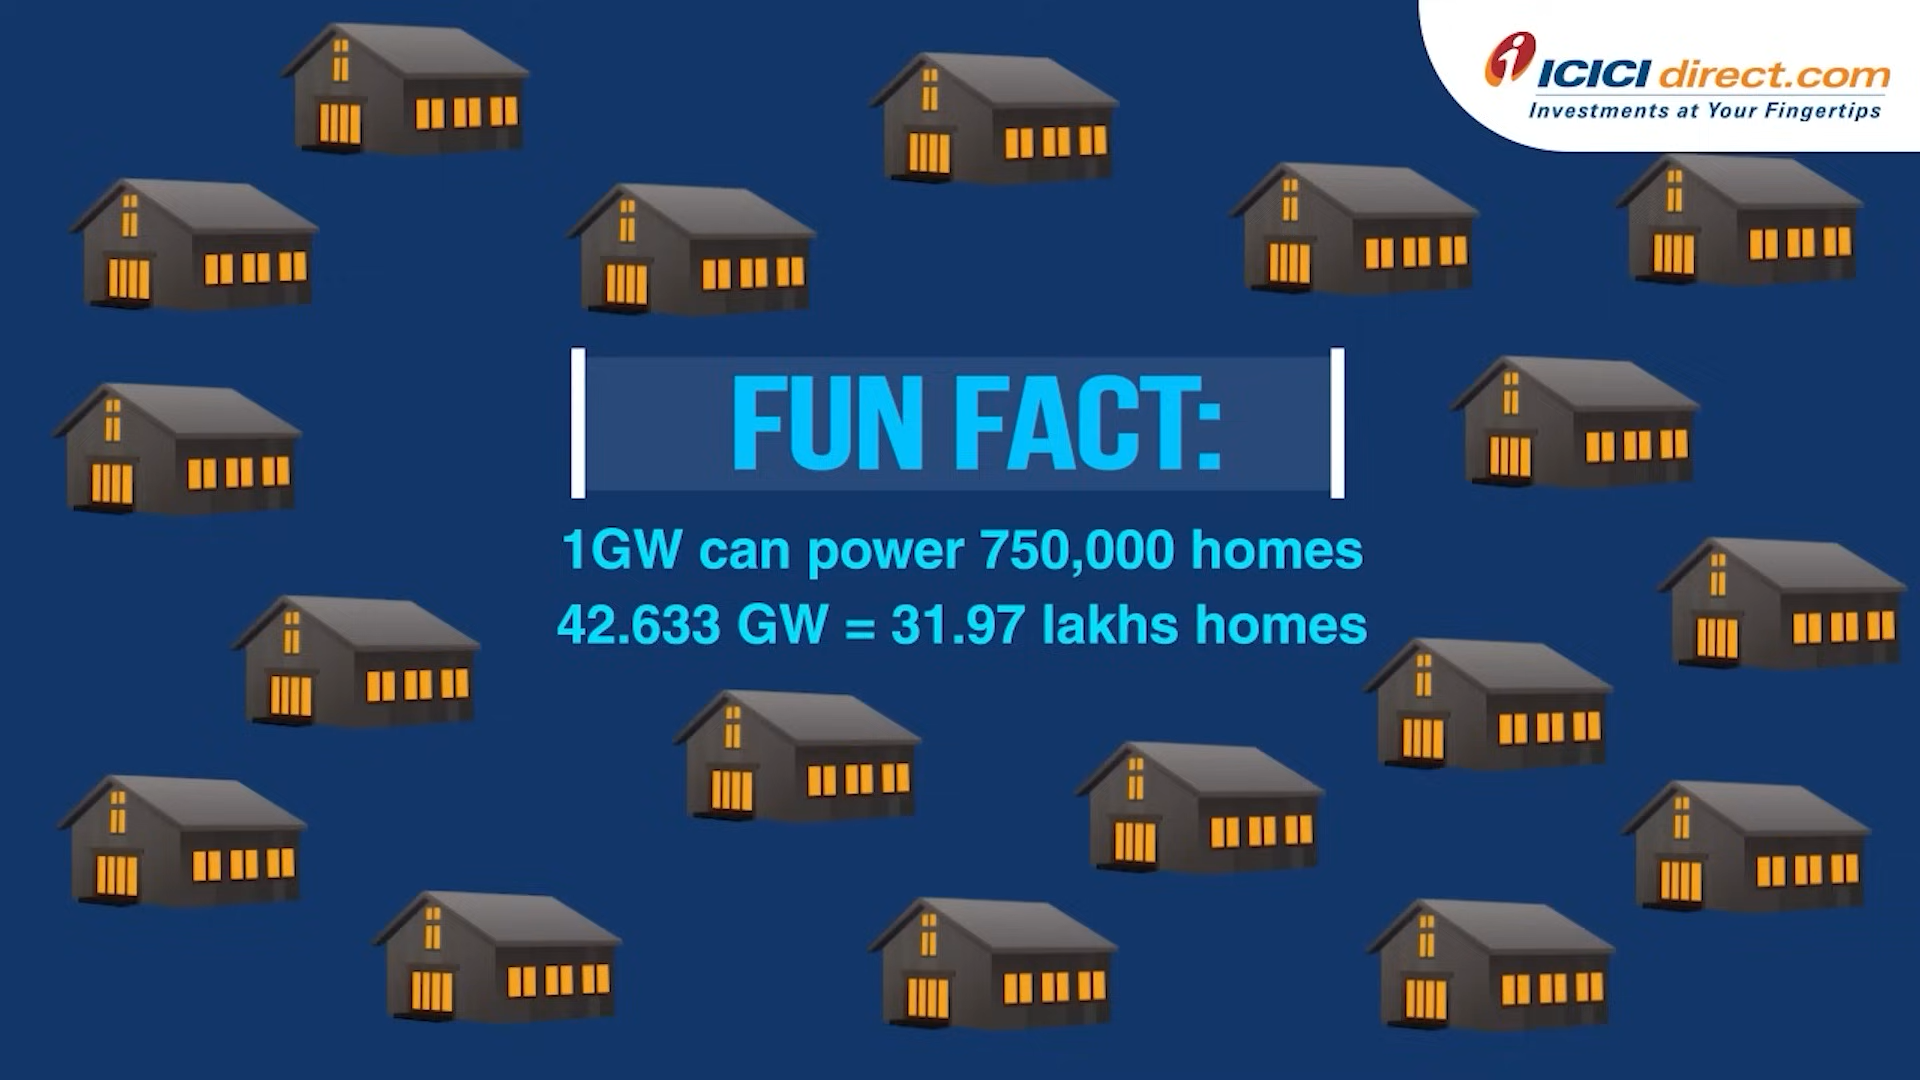 ICICI direct.com
Investments at Your Fingertips
FUN FACT:
1GW can power 750,000 homes
42.633 GW = 31.97 lakhs homes